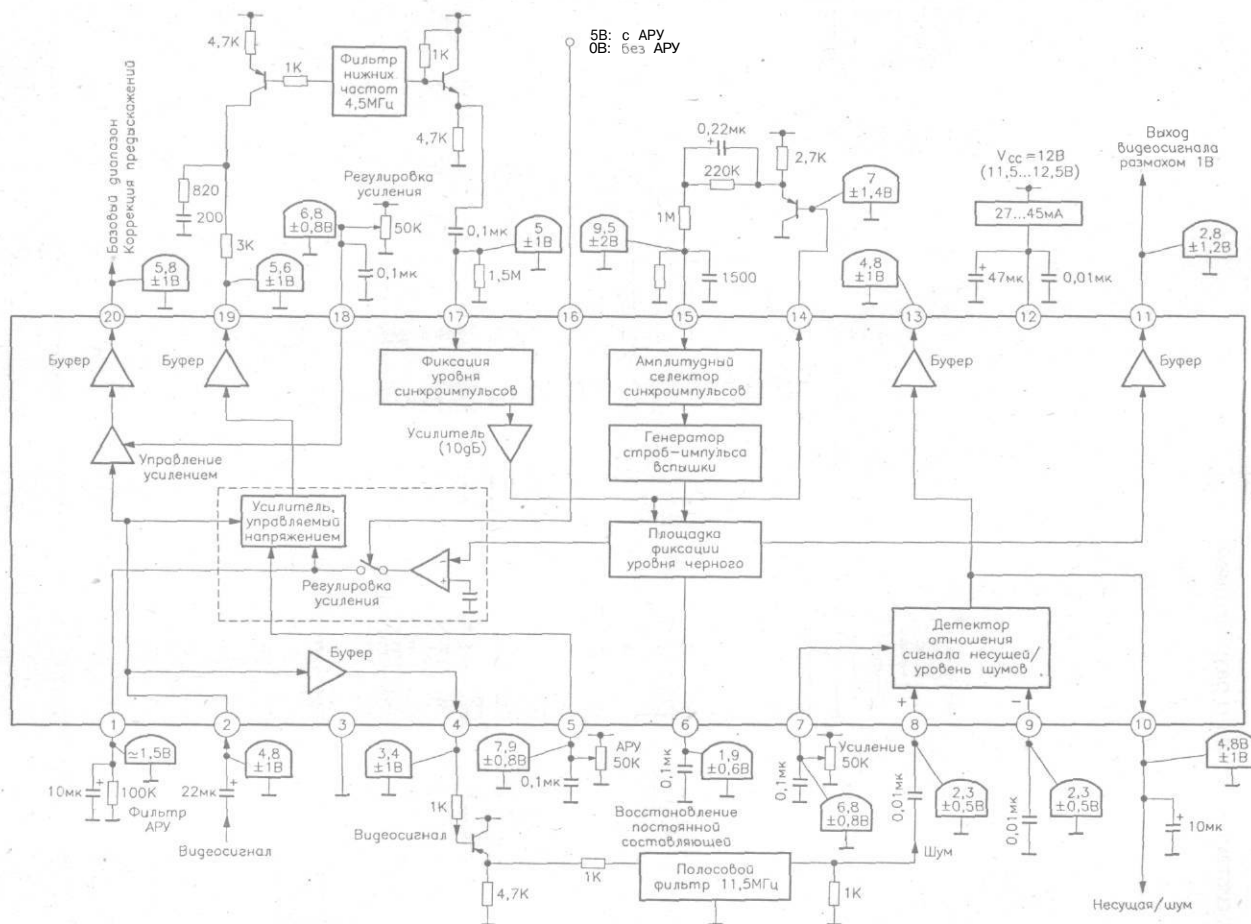 5В: с АРУ
0В: без АРУ
4,7К
1К
Фильтр
нижних
частот
4,5МГц
1К
4,7К
Базовый диапазон
Коррекция предыскажений
820
200
3К
Регулировка
усиления
6,8
±0,8В
50К
0,1мк
0,1мк
5
±1В
1,5М
0,22мк
220К
2,7К
1М
9,5
±2В
1500
7
±1,4В
Vcc=12В
(11,5...12,5В)
27...45мА
47мк
0,01мк
Выход
видеосигнала
размахом 1В
2,8
±1,2В
4,8
±1В
5,8
±1В
5,6
±1В
20
19
18
17
16
15
14
13
12
11
Буфер
Буфер
Фиксация
уровня
синхроимпульсов
Амплитудный
селектор
синхроимпульсов
Буфер
Буфер
Усилитель
(10дБ)
Генератор
строб-импульса
вспышки
Управление
усилением
Усилитель,
управляемый
напряжением
Регулировка
усиления
-
+
Площадка
фиксации
уровня черного
Детектор
отношения
сигнала несущей/
уровень шумов
+
-
Буфер
1
2
3
4
5
6
7
8
9
10
≃1,5В
10мк
100К
Фильтр
АРУ
4,8
±1В
22мк
Видеосигнал
3,4
±1В
1К
Видеосигнал
4,7К
7,9
±0,8В
АРУ
50К
0,1мк
0,1мк
1,9
±0,6В
Восстановление
постоянной
составляющей
1К
Полосовой
фильтр 11,5МГц
1К
Шум
Усиление
50К
0,1мк
6,8
±0,8В
0,01мк
2,3
±0,5В
0,01мк
2,3
±0,5В
4,8В
±1В
10мк
Несущая/шум